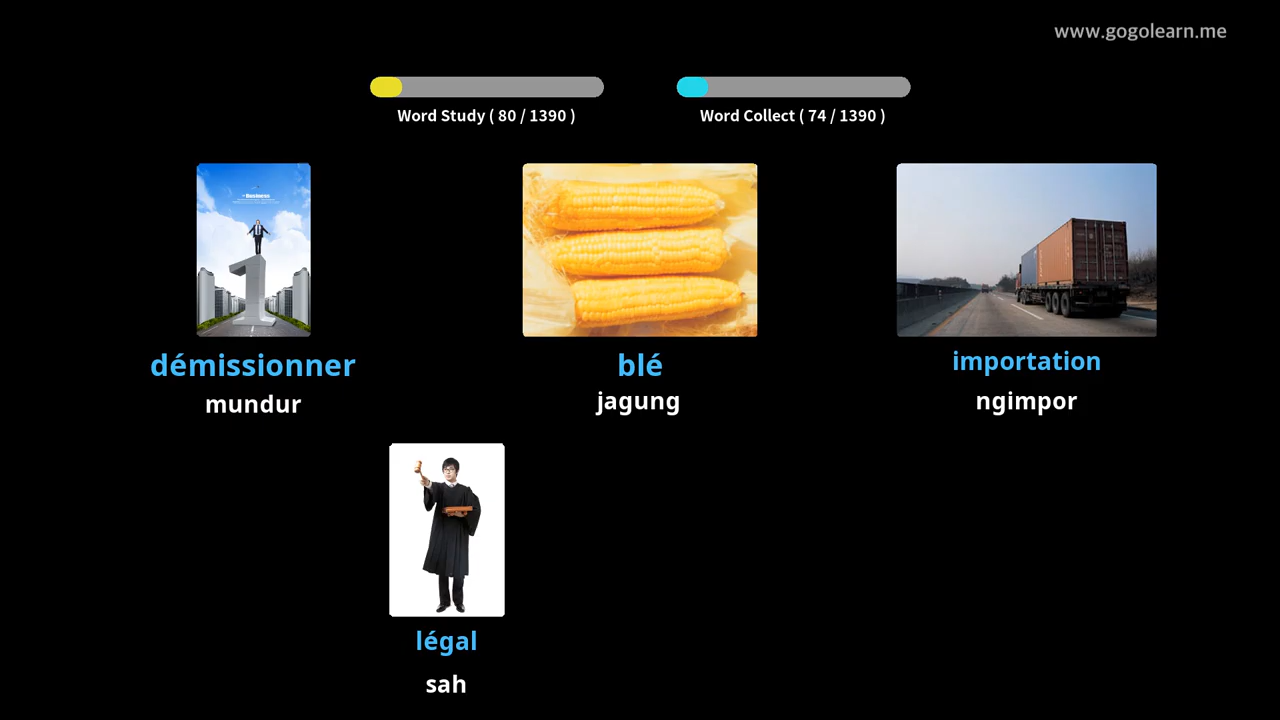 www.gogolearn.me
Word Study ( 80 / 1390 )
Word Collect ( 74 / 1390 )
démissionner
mundur
blé
jagung
importation
ngimpor
légal
sah